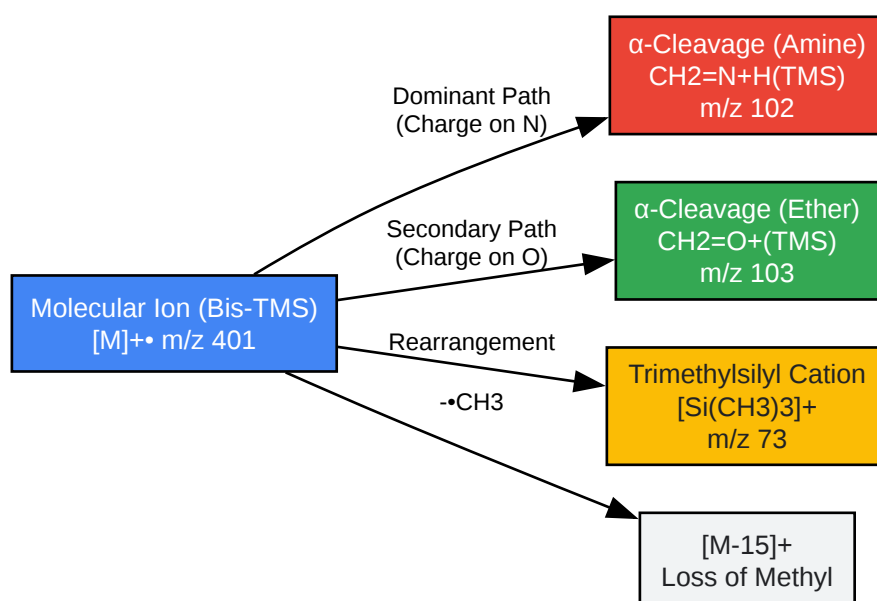 α-Cleavage (Amine)
CH2=N+H(TMS)
m/z 102
Dominant Path
(Charge on N)
α-Cleavage (Ether)
CH2=O+(TMS)
m/z 103
Secondary Path
(Charge on O)
Molecular Ion (Bis-TMS)
[M]+• m/z 401
Rearrangement
Trimethylsilyl Cation
[Si(CH3)3]+
m/z 73
-•CH3
[M-15]+
Loss of Methyl